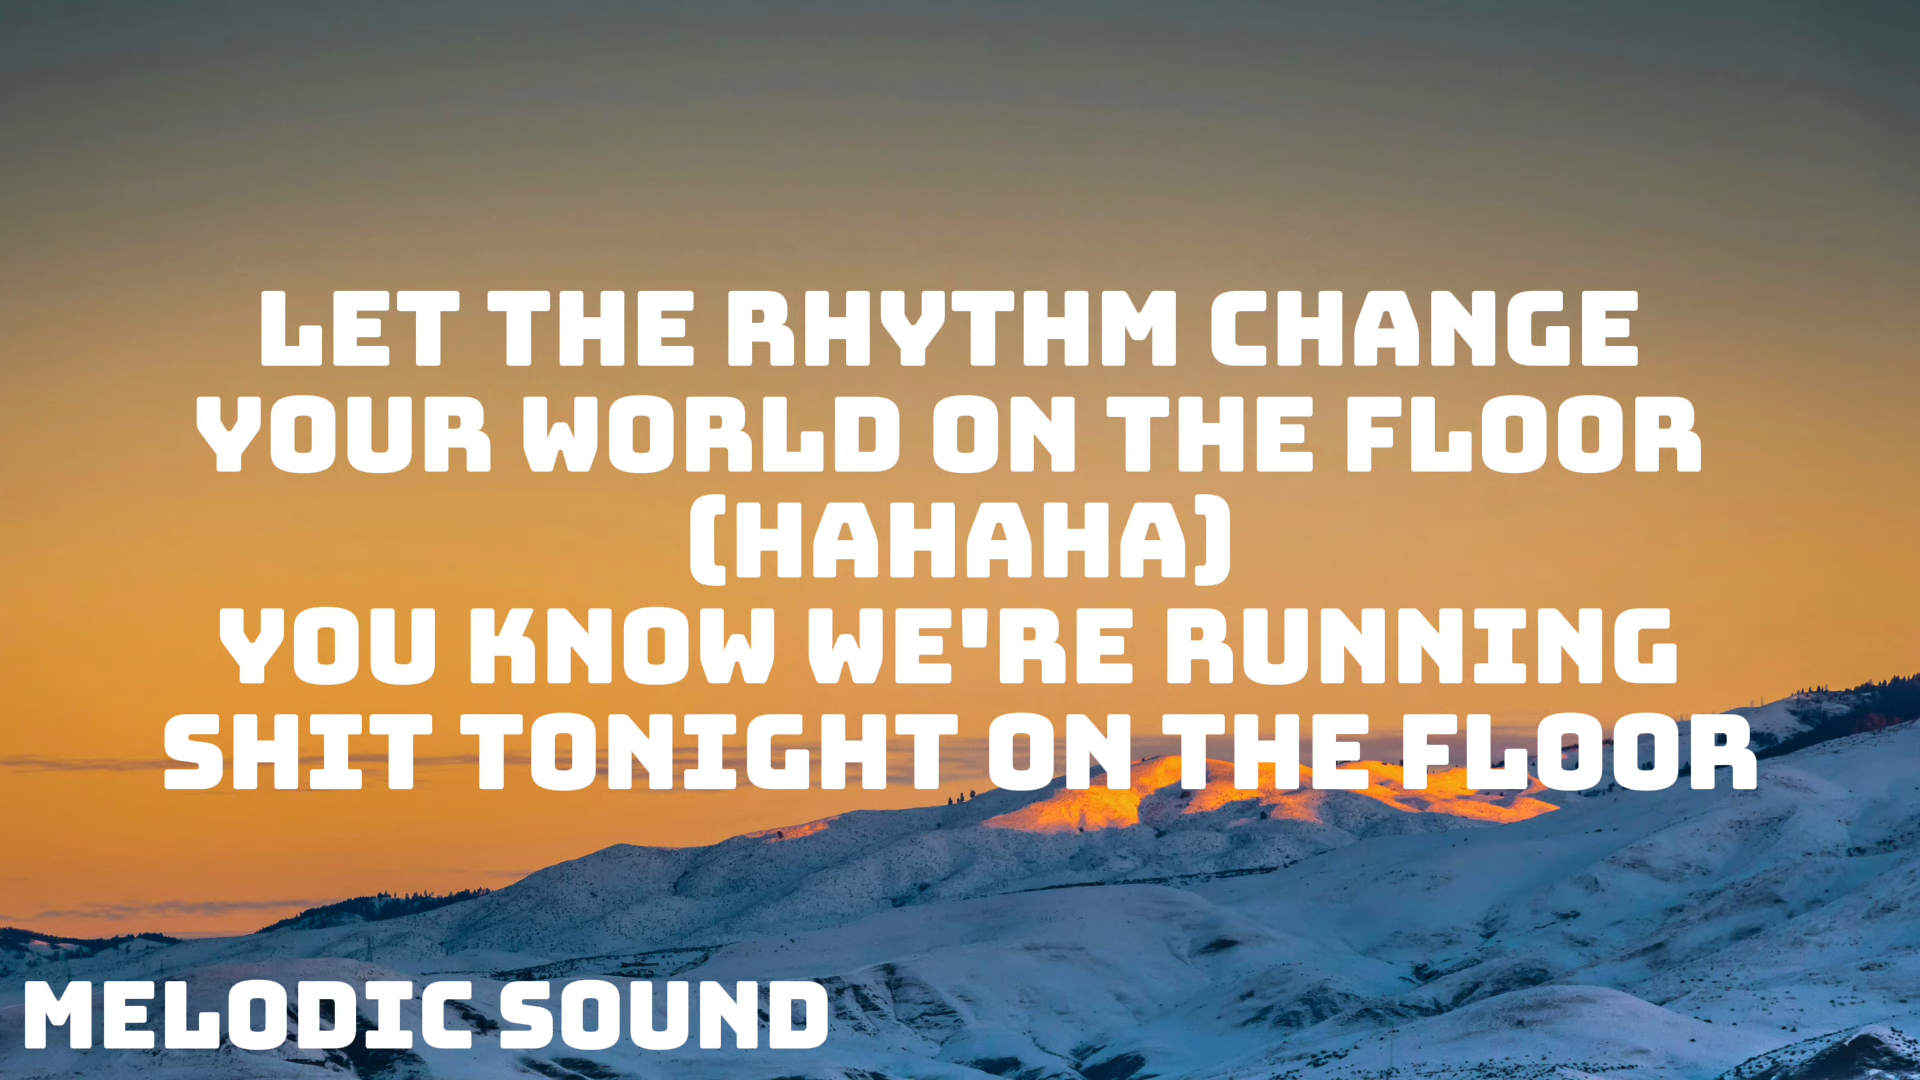 LET THE RHYTHM CHANGE
YOUR WORLD ON THE FLOOR
(HAHAHA)
YOU KNOW WE'RE RUNNING
SHIT TONIGHT ON THE FLOOR
MELODIC SOUND